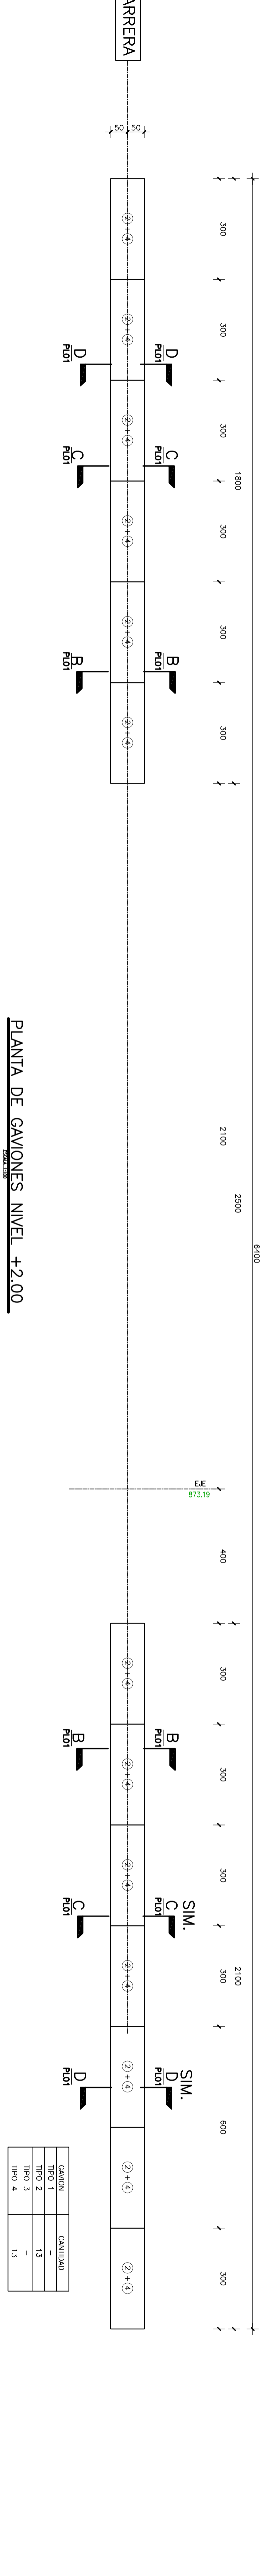 ARRERA
50 50
2 + 4
2 + 4
2 + 4
2 + 4
2 + 4
2 + 4
D
PL01
D
PL01
C
PL01
C
PL01
B
PL01
B
PL01
300
300
300
300
300
300
1800
2100
2500
6400
EJE
873.19
400
2 + 4
2 + 4
2 + 4
2 + 4
2 + 4
2 + 4
2 + 4
B
PL01
B
PL01
SIM.
C
PL01
C
PL01
SIM.
D
PL01
D
PL01
300
300
300
300
600
300
2100
PLANTA DE GAVIONES NIVEL +2.00
ESCALA 1:100
GAVION CANTIDAD
TIPO 1 –
TIPO 2 13
TIPO 3 –
TIPO 4 13